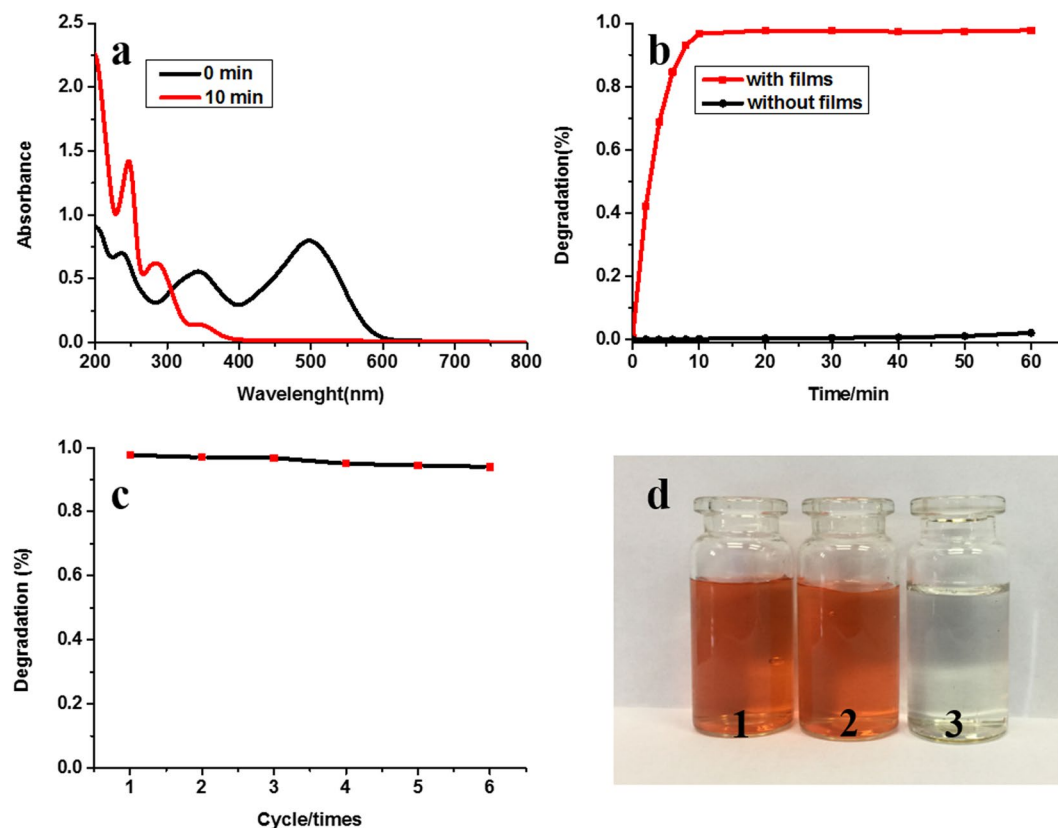 a
0 min
10 min
2.5
2.0
1.5
1.0
0.5
0.0
Absorbance
200 300 400 500 600 700 800
Wavelenght(nm)
b
with films
without films
1.0
0.8
0.6
0.4
0.2
0.0
Degradation(%)
0 10 20 30 40 50 60
Time/min
c
1.0
0.8
0.6
0.4
0.2
0.0
Degradation (%)
1 2 3 4 5 6
Cycle/times
d
1 2 3